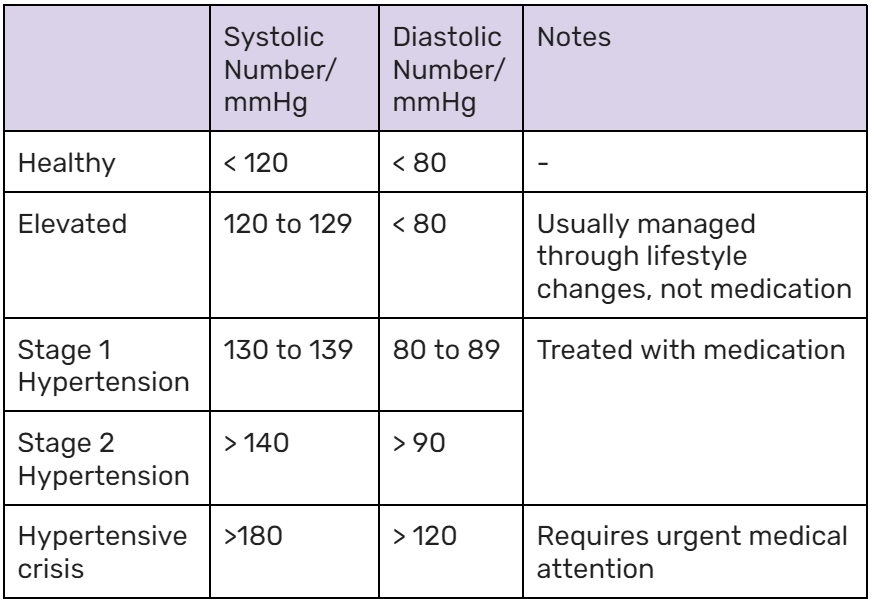 Systolic Number/ mmHg
Diastolic Number/ mmHg
Notes
Healthy
< 120
< 80
-
Elevated
120 to 129
< 80
Usually managed
through lifestyle
changes, not medication
Stage 1
Hypertension
130 to 139
80 to 89
Treated with medication
Stage 2
Hypertension
> 140
> 90
Hypertensive
crisis
>180
> 120
Requires urgent medical
attention